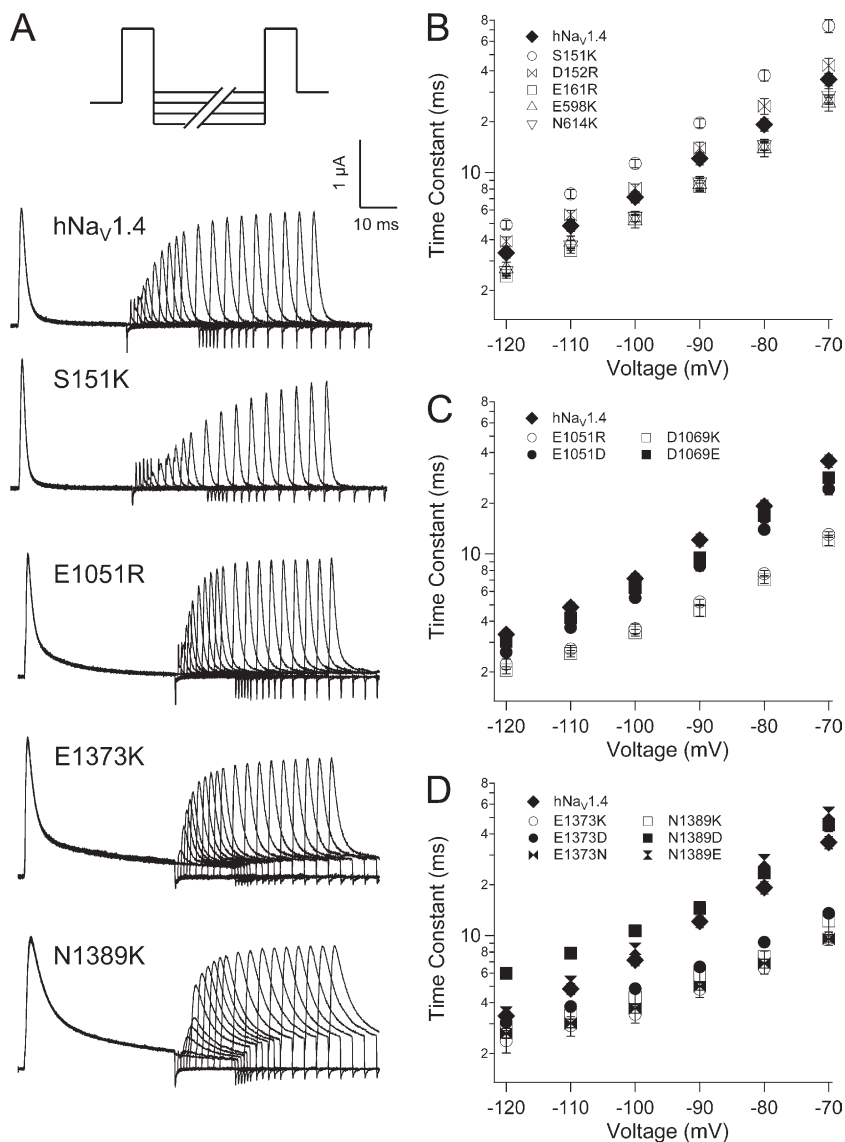 A
1 µA
10 ms
hNaV1.4
S151K
E1051R
E1373K
N1389K
B
Time Constant (ms)
8
6
4
2
10
8
6
4
2
hNaV1.4
S151K
D152R
E161R
E598K
N614K
-120 -110 -100 -90 -80 -70
Voltage (mV)
C
Time Constant (ms)
8
6
4
2
10
8
6
4
2
hNaV1.4
E1051R D1069K
E1051D D1069E
-120 -110 -100 -90 -80 -70
Voltage (mV)
D
Time Constant (ms)
8
6
4
2
10
8
6
4
2
hNaV1.4
E1373K N1389K
E1373D N1389D
E1373N N1389E
-120 -110 -100 -90 -80 -70
Voltage (mV)